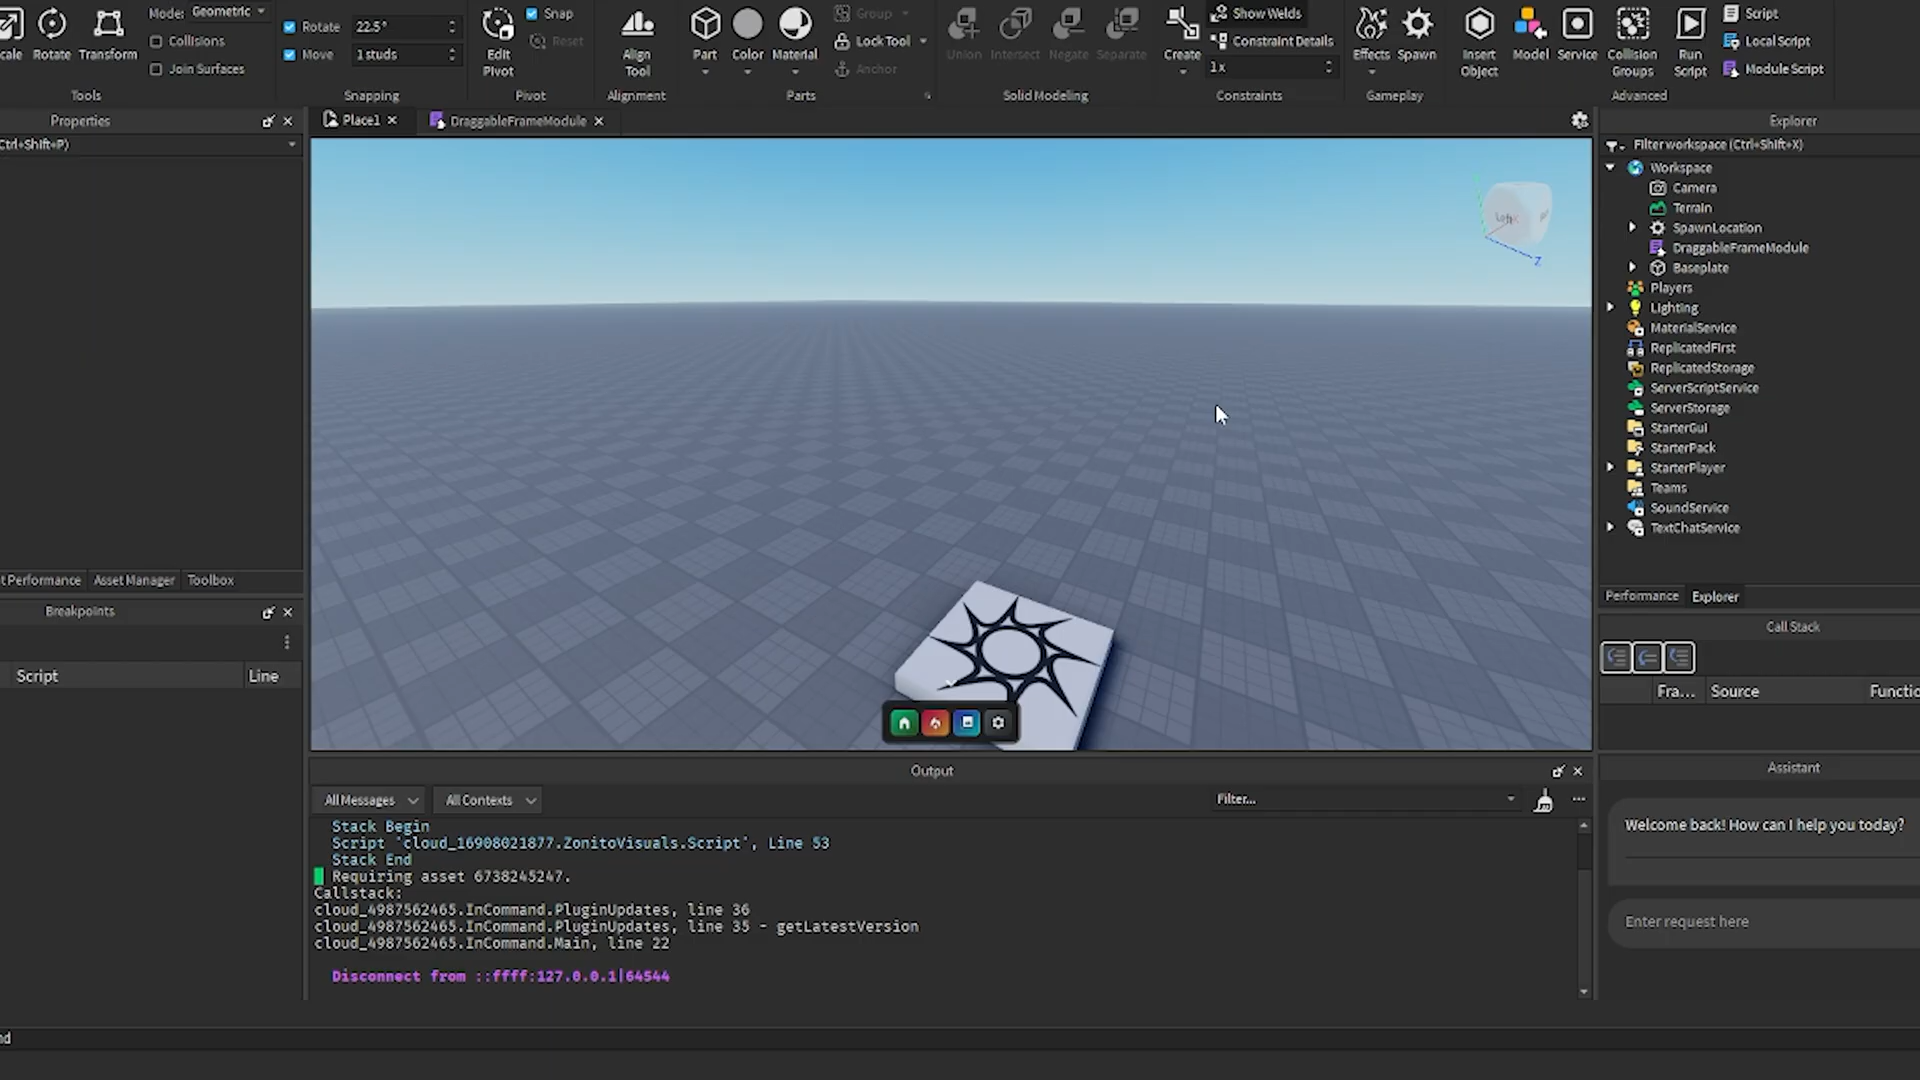 cale
Rotate
Transform
Mode: Geometric
Collisions
Join Surfaces
Tools
Rotate 22.5°
Move 1 studs
Snapping
Edit
Pivot
Snap
Reset
Pivot
Align
Tool
Alignment
Part
Color
Material
Group
Lock Tool
Anchor
Parts
Union
Intersect
Negate
Separate
Solid Modeling
Create
Show Welds
Constraint Details
1x
Constraints
Effects
Spawn
Gameplay
Insert
Object
Model
Service
Collision
Groups
Run
Script
Script
Local Script
Module Script
Advanced
Properties
Ctrl+Shift+P)
t Performance
Asset Manager
Toolbox
Breakpoints
Script
Line
Place1
DraggableFrameModule
Left
Z
Output
All Messages
All Contexts
Filter...
Stack Begin
Script 'cloud_16908021877.ZonitoVisuals.Script', Line 53
Stack End
Requiring asset 6738245247.
Callstack:
cloud_4987562465.InCommand.PluginUpdates, line 36
cloud_4987562465.InCommand.PluginUpdates, line 35 - getLatestVersion
cloud_4987562465.InCommand.Main, line 22
Disconnect from ::ffff:127.0.0.1|64544
Explorer
Filter workspace (Ctrl+Shift+X)
Workspace
Camera
Terrain
SpawnLocation
DraggableFrameModule
Baseplate
Players
Lighting
MaterialService
ReplicatedFirst
ReplicatedStorage
ServerScriptService
ServerStorage
StarterGui
StarterPack
StarterPlayer
Teams
SoundService
TextChatService
Performance
Explorer
Call Stack
Fra...
Source
Functio
Assistant
Welcome back! How can I help you today?
Enter request here
nd